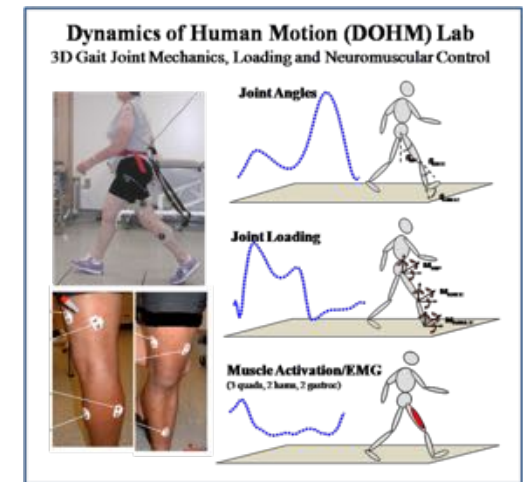 Dynamics of Human Motion (DOHM) Lab
3D Gait Joint Mechanics, Loading and Neuromuscular Control
Joint Angles
Joint Loading
Muscle Activation/EMG
(3 quads, 2 hams, 2 gastroc)